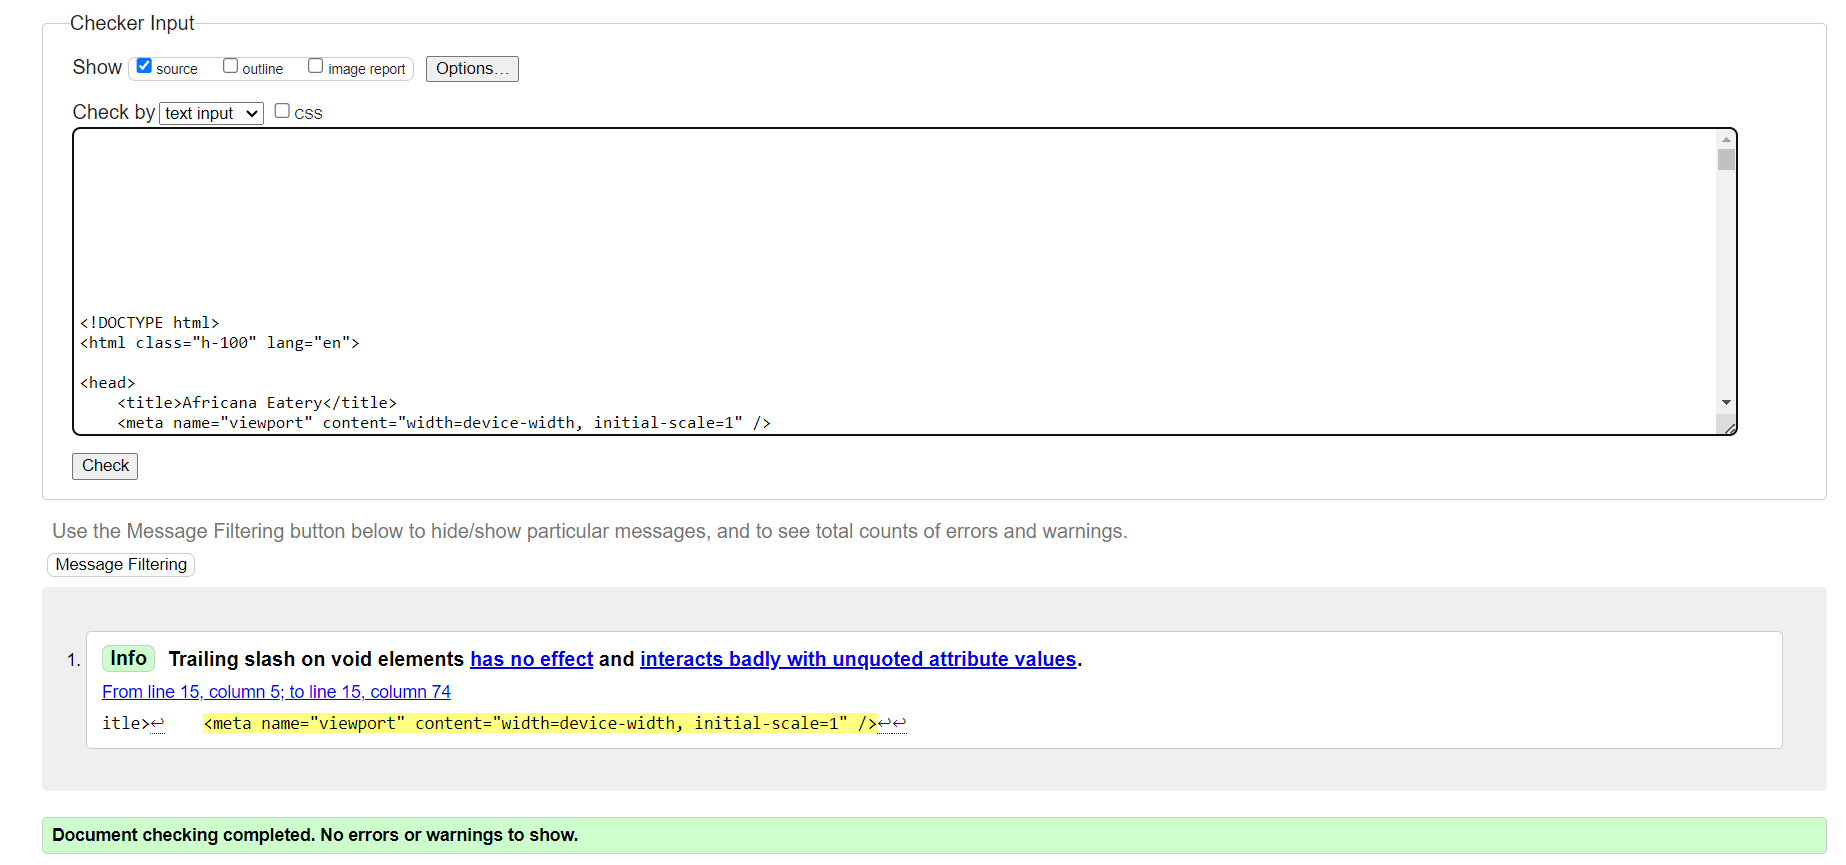 Checker Input
Show source outline image report Options...
Check by text input CSS
<!DOCTYPE html>
<html class="h-100" lang="en">
<head>
<title>Africana Eatery</title>
<meta name="viewport" content="width=device-width, initial-scale=1" />
Check
Use the Message Filtering button below to hide/show particular messages, and to see total counts of errors and warnings.
Message Filtering
1. Info Trailing slash on void elements has no effect and interacts badly with unquoted attribute values.
From line 15, column 5; to line 15, column 74
itle>↩ <meta name="viewport" content="width=device-width, initial-scale=1" />↩↩
Document checking completed. No errors or warnings to show.